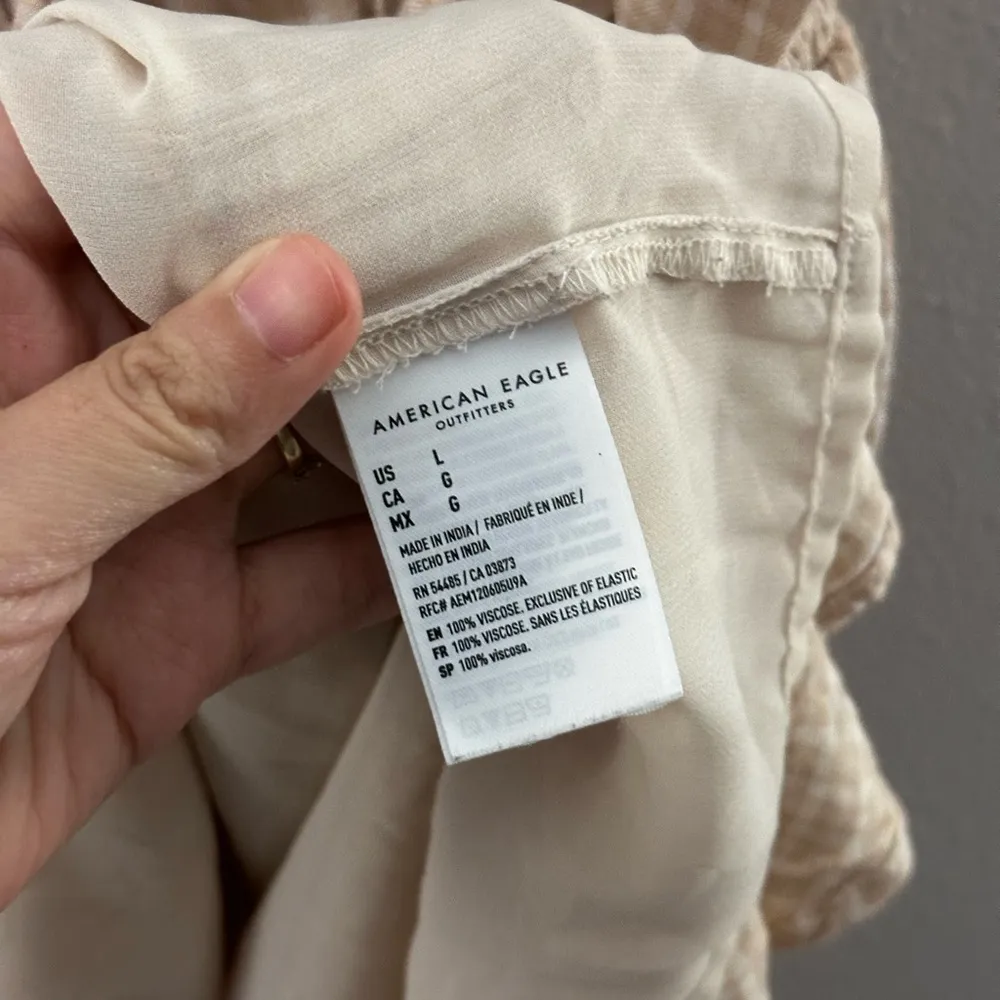 AMERICAN EAGLE
OUTFITTERS
US L
CA G
MX G
MADE IN INDIA / FABRIQUÉ EN INDE /
HECHO EN INDIA
RN 54485 / CA 03873
RFC# AEM120605U9A
EN 100% VISCOSE. EXCLUSIVE OF ELASTIC
FR 100% VISCOSE. SANS LES ÉLASTIQUES
SP 100% viscosa.